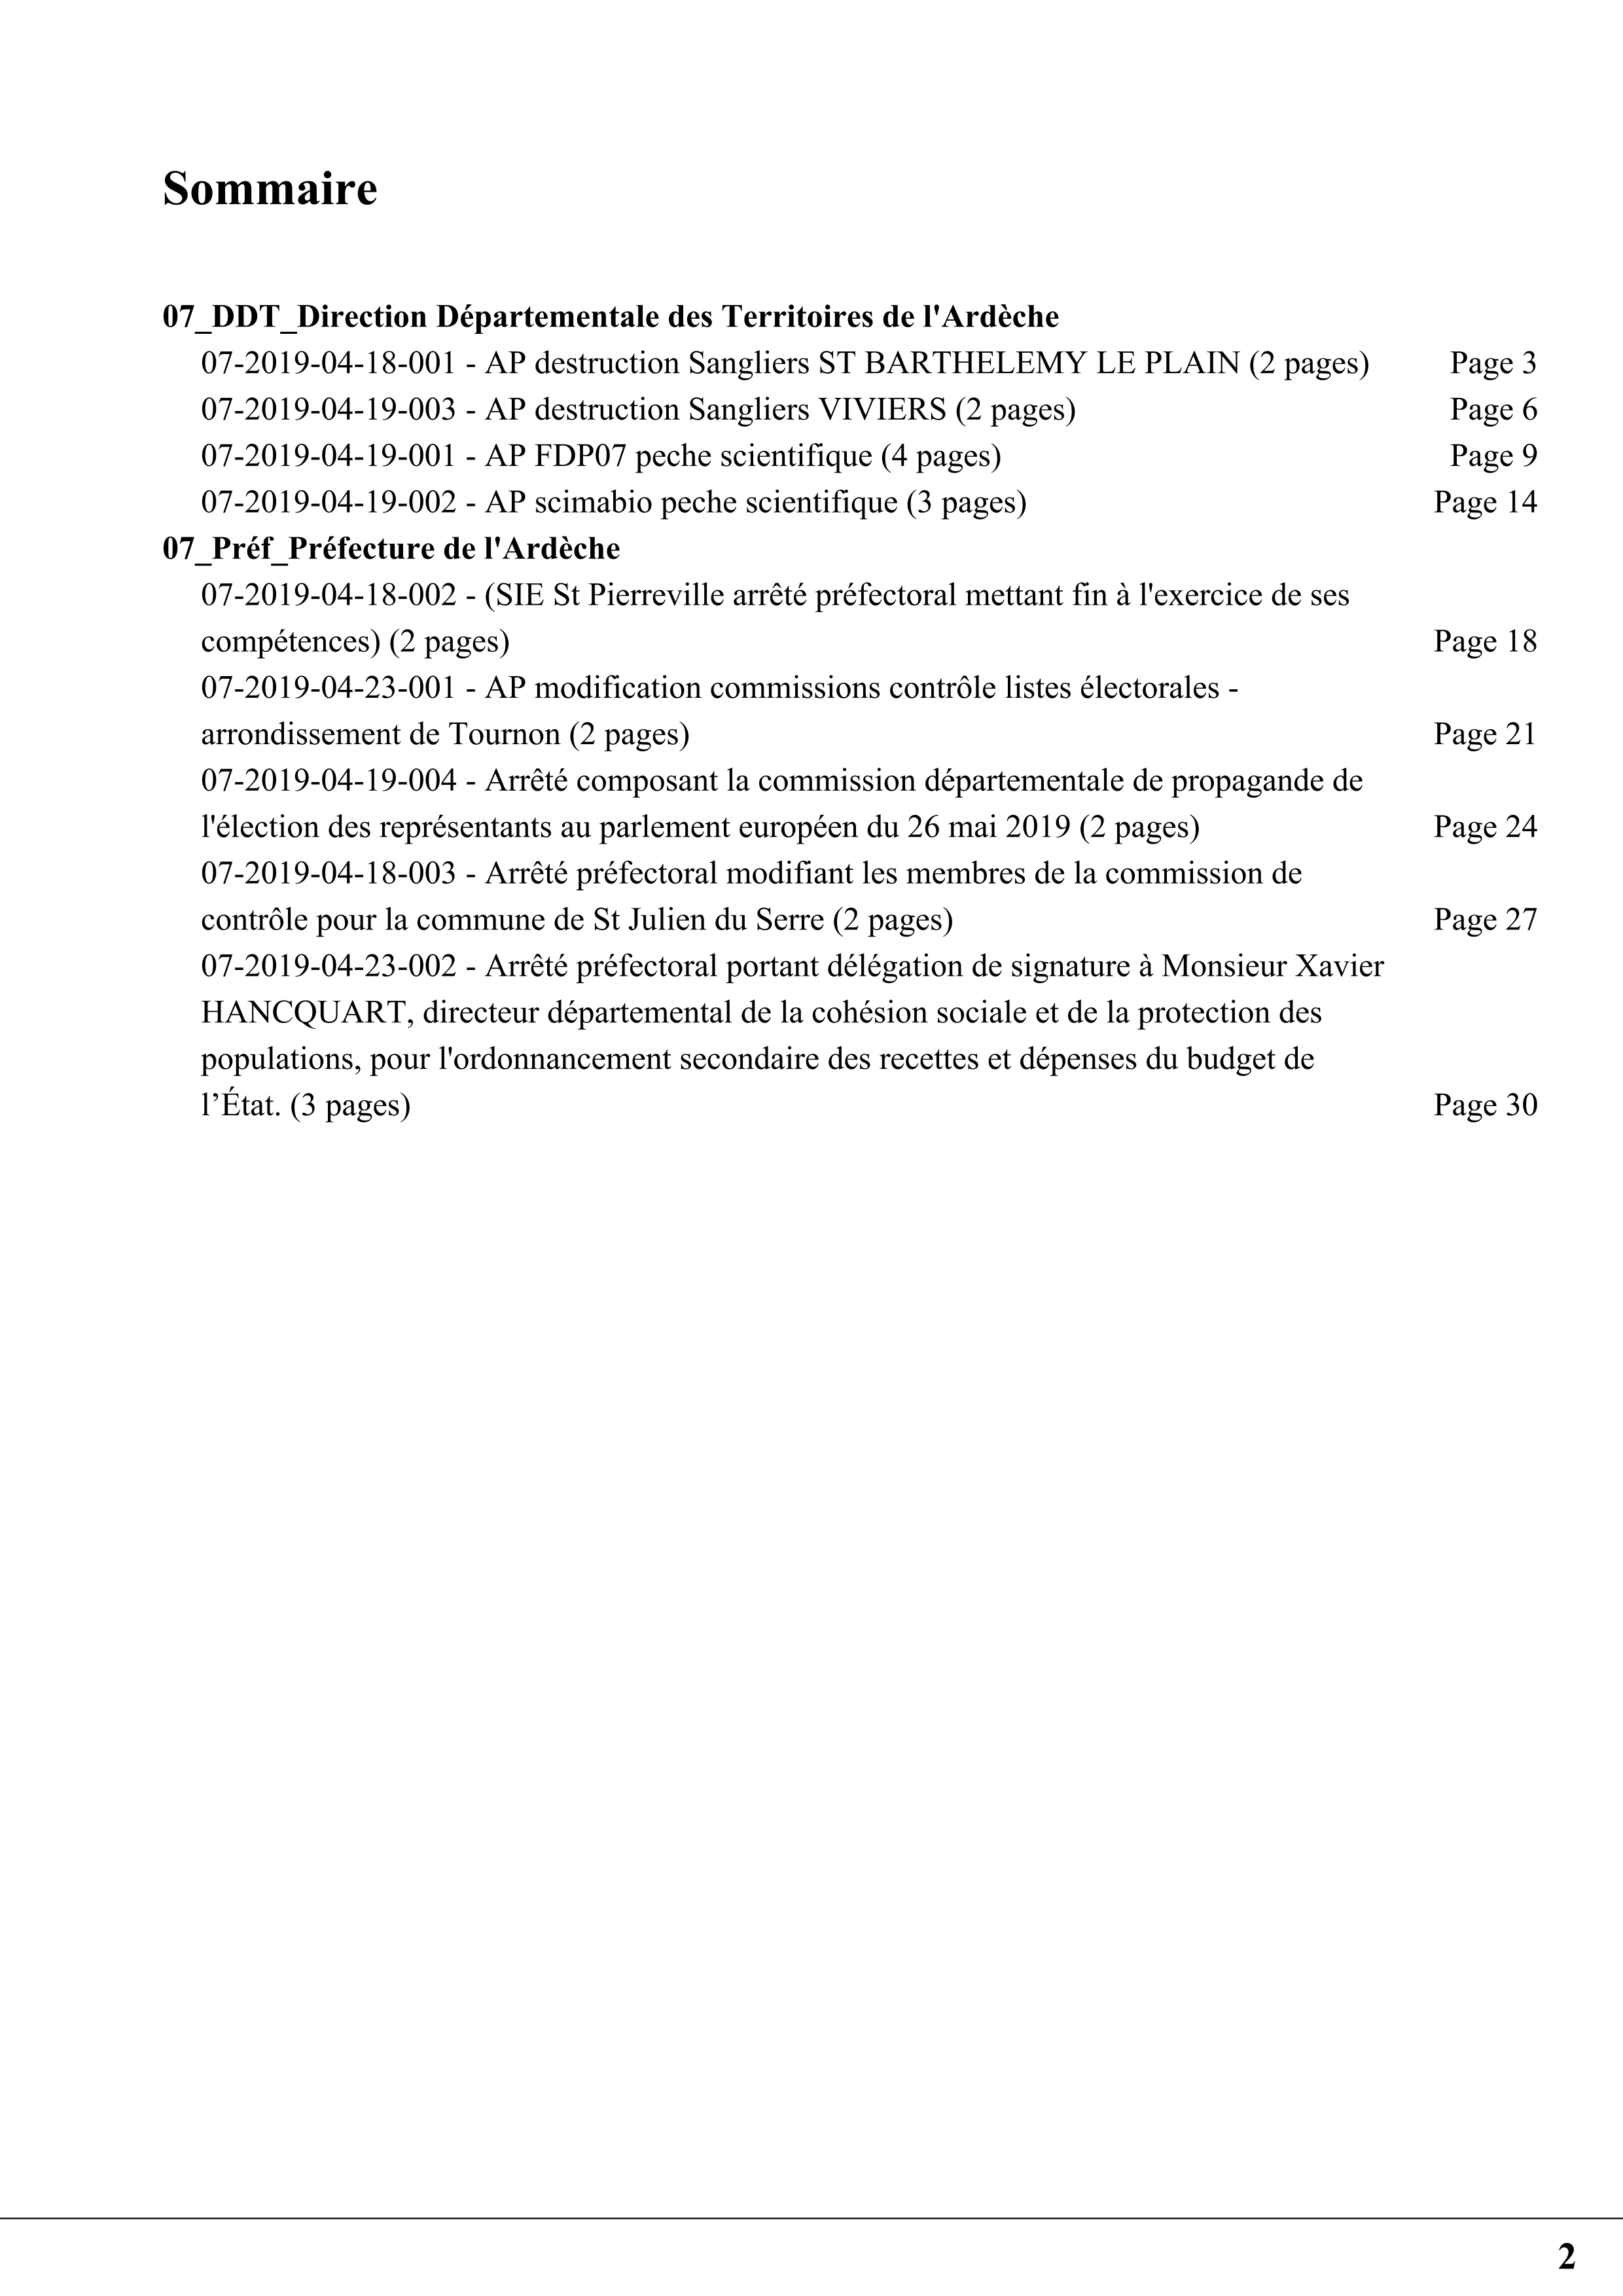 Sommaire
07_DDT_Direction Départementale des Territoires de l'Ardèche
07-2019-04-18-001 - AP destruction Sangliers ST BARTHELEMY LE PLAIN (2 pages) Page 3
07-2019-04-19-003 - AP destruction Sangliers VIVIERS (2 pages) Page 6
07-2019-04-19-001 - AP FDP07 peche scientifique (4 pages) Page 9
07-2019-04-19-002 - AP scimabio peche scientifique (3 pages) Page 14
07_Préf_Préfecture de l'Ardèche
07-2019-04-18-002 - (SIE St Pierreville arrêté préfectoral mettant fin à l'exercice de ses
compétences) (2 pages) Page 18
07-2019-04-23-001 - AP modification commissions contrôle listes électorales -
arrondissement de Tournon (2 pages) Page 21
07-2019-04-19-004 - Arrêté composant la commission départementale de propagande de
l'élection des représentants au parlement européen du 26 mai 2019 (2 pages) Page 24
07-2019-04-18-003 - Arrêté préfectoral modifiant les membres de la commission de
contrôle pour la commune de St Julien du Serre (2 pages) Page 27
07-2019-04-23-002 - Arrêté préfectoral portant délégation de signature à Monsieur Xavier
HANCQUART, directeur départemental de la cohésion sociale et de la protection des
populations, pour l'ordonnancement secondaire des recettes et dépenses du budget de
l’État. (3 pages) Page 30
2